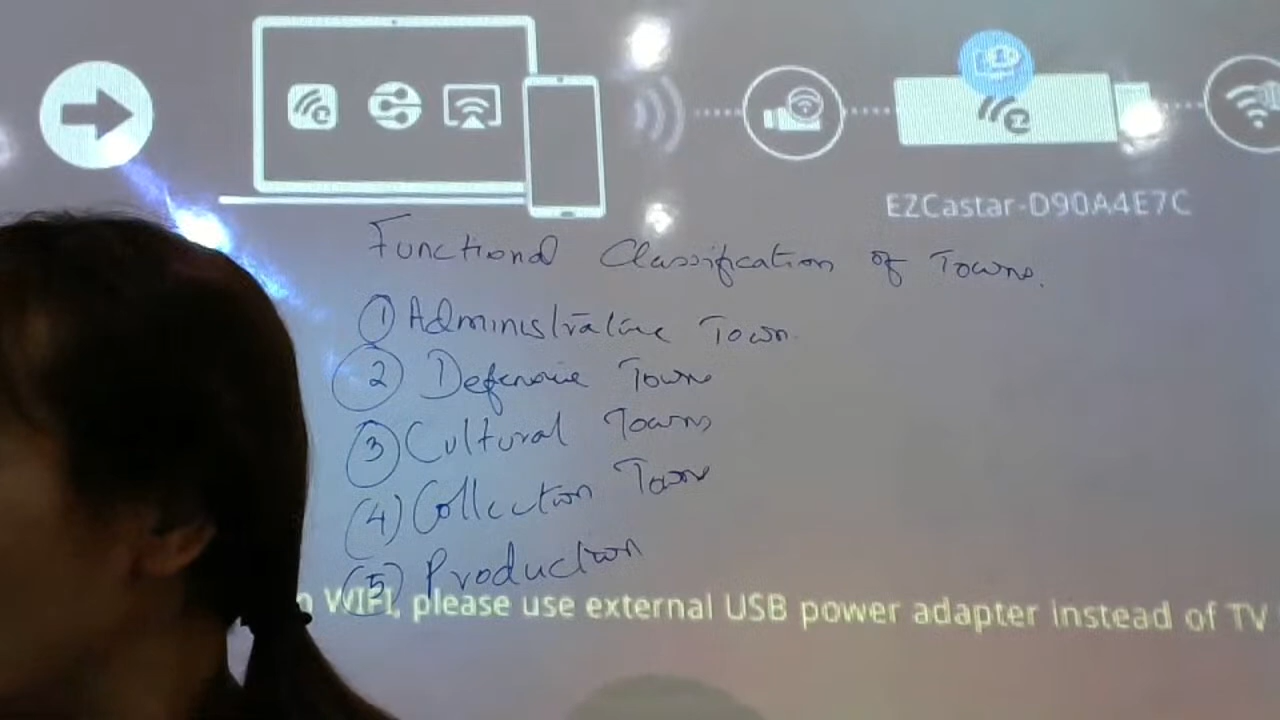 EZCastar-D90A4E7C
Functional Classification of Towns.
① Administrative Town.
② Defensive Towns
③ Cultural Towns
(4) Collection Towns
(5) Production
WIFI, please use external USB power adapter instead of TV